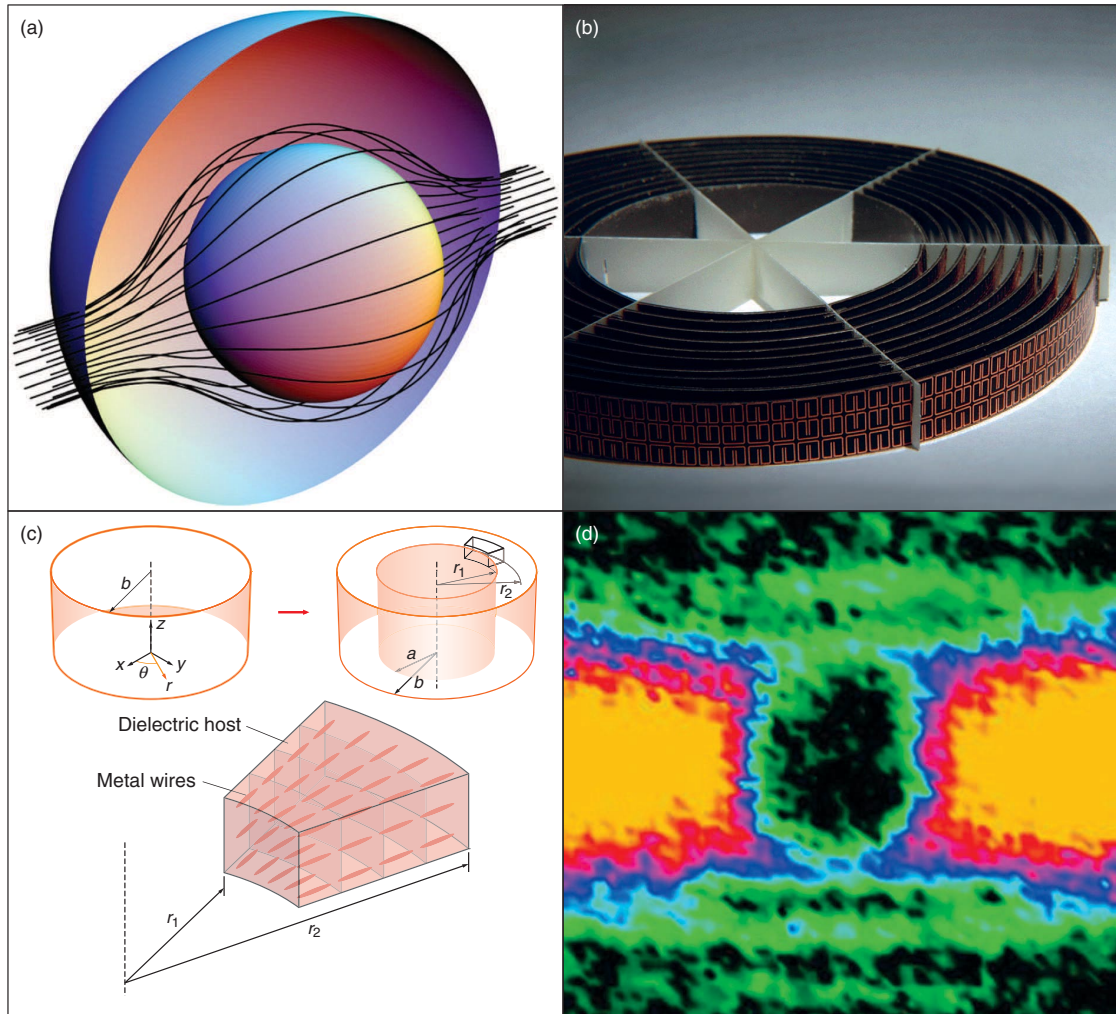 (a)
(b)
(c)
b
z
x
y
θ
r
r1
r2
a
b
Dielectric host
Metal wires
r1
r2
(d)